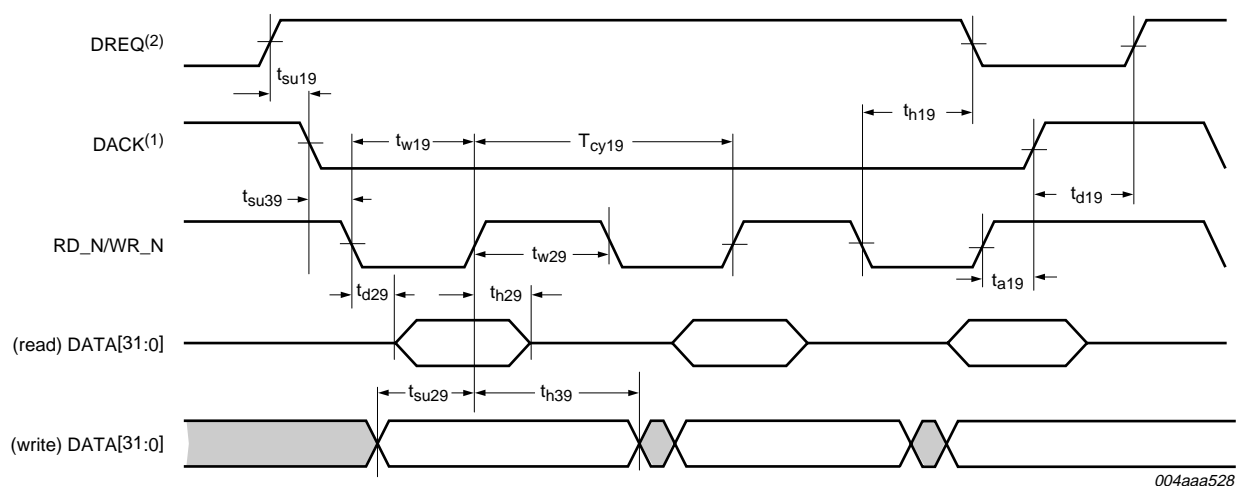 DREQ(2)
tsu19
th19
DACK(1)
tw19
Tcy19
tsu39
td19
RD_N/WR_N
tw29
ta19
td29
th29
(read) DATA[31:0]
tsu29
th39
(write) DATA[31:0]
004aaa528